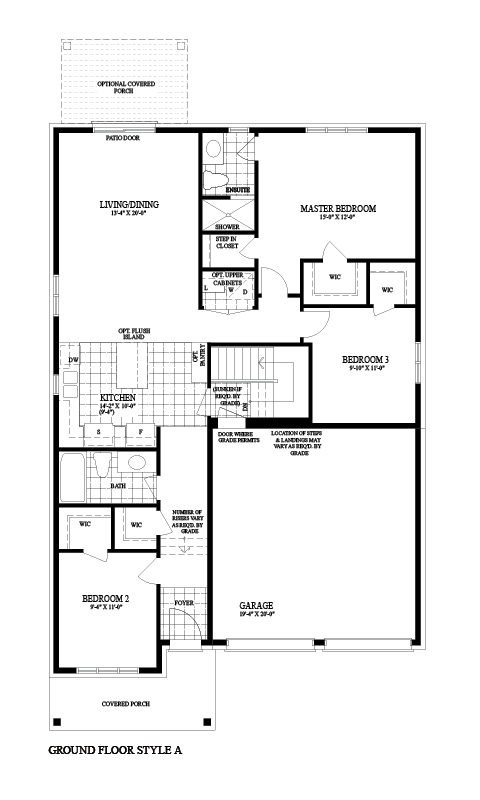 OPTIONAL COVERED
PORCH
PATIO DOOR
LIVING/DINING
13'-4" X 20'-0"
ENSUITE
SHOWER
STEP IN
CLOSET
OPT. UPPER
CABINETS
L W D
MASTER BEDROOM
15'-0" X 12'-0"
WIC
WIC
OPT. FLUSH
ISLAND
OPT.
PANTRY
DW
KITCHEN
14'-2" X 10'-0"
(9'-6")
S F
BEDROOM 3
9'-10" X 11'-0"
(SUNKEN IF
REQ'D. BY
GRADE)
DN
DOOR WHERE
GRADE PERMITS
LOCATION OF STEPS
& LANDINGS MAY
VARY AS REQ'D. BY
GRADE
BATH
WIC
WIC
NUMBER OF
RISERS VARY
AS REQ'D. BY
GRADE
BEDROOM 2
9'-4" X 11'-0"
FOYER
GARAGE
19'-4" X 20'-0"
COVERED PORCH
GROUND FLOOR STYLE A